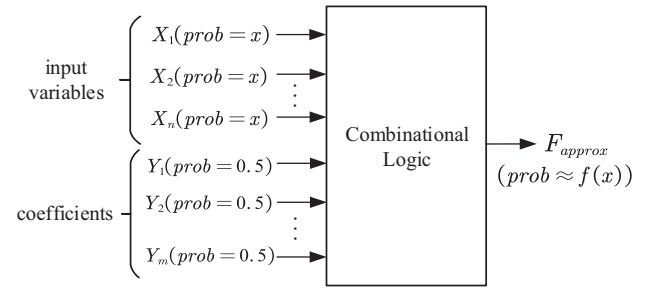 input
variables
X₁(prob = x)
X₂(prob = x)
⋮
Xₙ(prob = x)
coefficients
Y₁(prob = 0.5)
Y₂(prob = 0.5)
⋮
Yₘ(prob = 0.5)
Combinational
Logic
F_approx
(prob ≈ f(x))